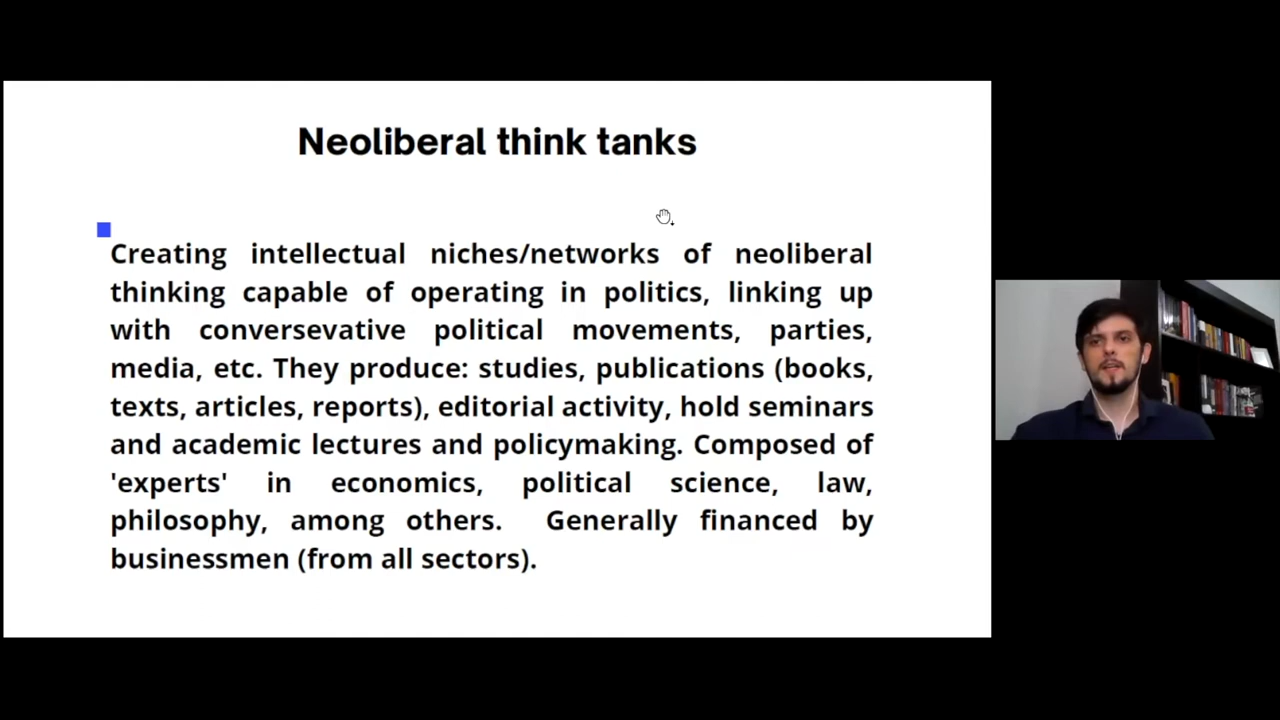 Neoliberal think tanks
Creating intellectual niches/networks of neoliberal
thinking capable of operating in politics, linking up
with conversevative political movements, parties,
media, etc. They produce: studies, publications (books,
texts, articles, reports), editorial activity, hold seminars
and academic lectures and policymaking. Composed of
'experts' in economics, political science, law,
philosophy, among others. Generally financed by
businessmen (from all sectors).